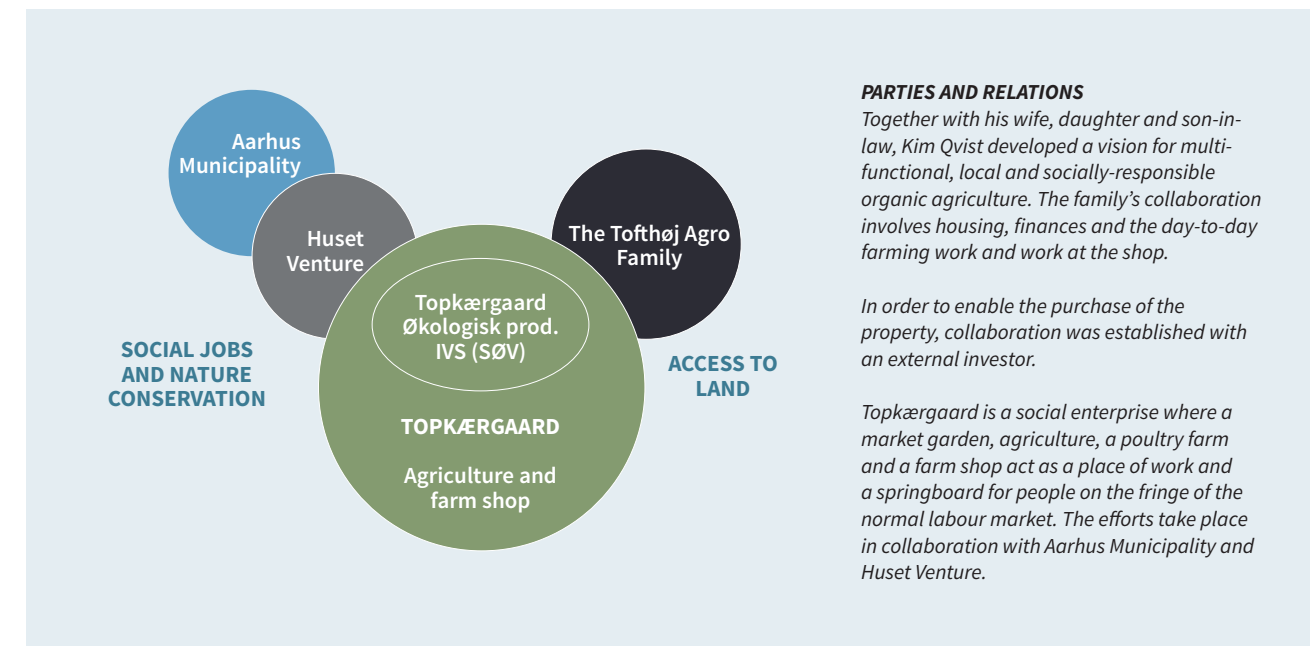 Aarhus
Municipality
Huset
Venture
The Tofthøj Agro
Family
Topkærgaard
Økologisk prod.
IVS (SØV)
SOCIAL JOBS
AND NATURE
CONSERVATION
ACCESS TO
LAND
TOPKÆRGAARD
Agriculture and
farm shop
PARTIES AND RELATIONS
Together with his wife, daughter and son-in-
law, Kim Qvist developed a vision for multi-
functional, local and socially-responsible
organic agriculture. The family’s collaboration
involves housing, finances and the day-to-day
farming work and work at the shop.
In order to enable the purchase of the
property, collaboration was established with
an external investor.
Topkærgaard is a social enterprise where a
market garden, agriculture, a poultry farm
and a farm shop act as a place of work and
a springboard for people on the fringe of the
normal labour market. The efforts take place
in collaboration with Aarhus Municipality and
Huset Venture.